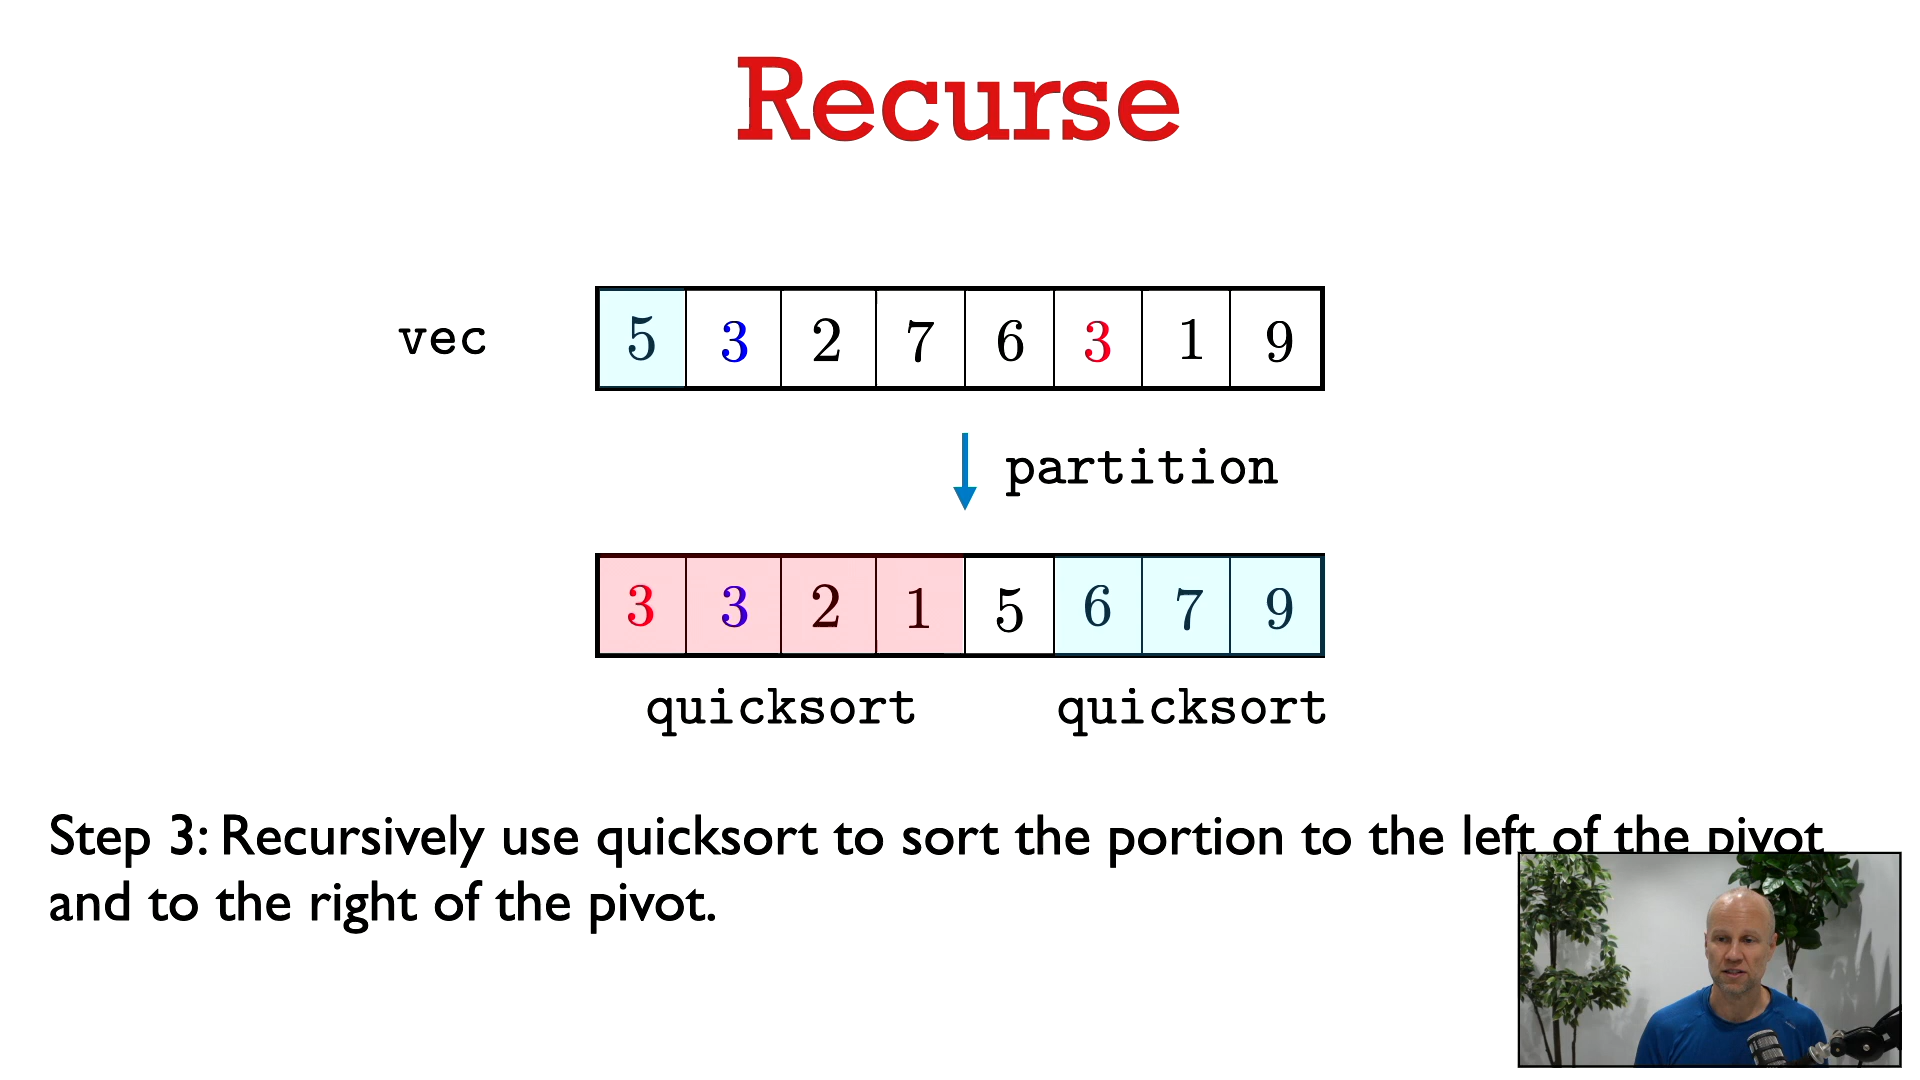 Recurse
vec 5 3 2 7 6 3 1 9
partition
3 3 2 1 5 6 7 9
quicksort quicksort
Step 3: Recursively use quicksort to sort the portion to the left of the pivot
and to the right of the pivot.